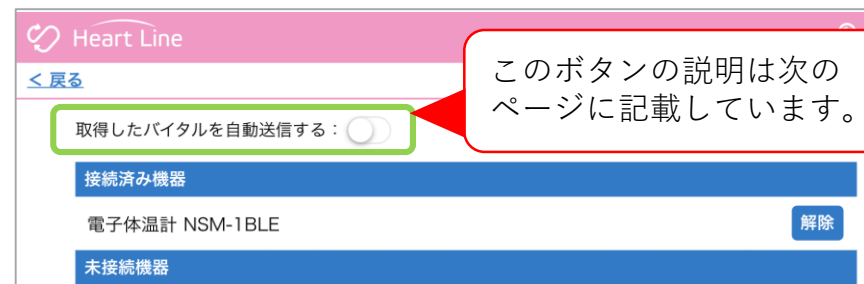 Heart Line
< 戻る
このボタンの説明は次の
ページに記載しています。
取得したバイタルを自動送信する：
接続済み機器
電子体温計 NSM-1BLE
解除
未接続機器